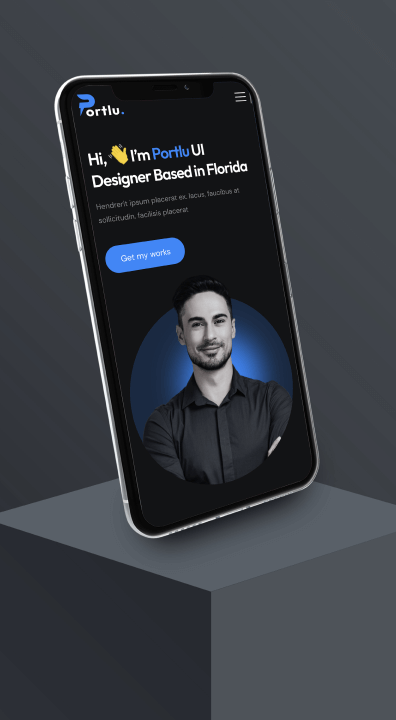 Portlu.
Hi, 👋 I'm Portlu UI
Designer Based in Florida
Hendrerit ipsum placerat ex, lacus, faucibus at
sollicitudin, facilisis placerat
Get my works